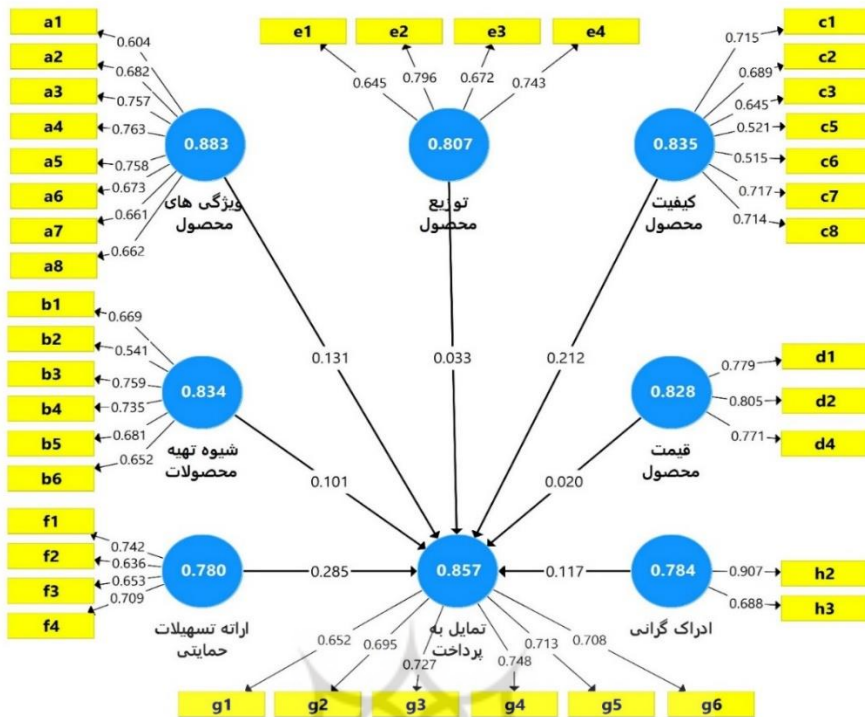 a1
a2
a3
a4
a5
a6
a7
a8
0.604
0.682
0.757
0.763
0.758
0.673
0.661
0.662
0.883
ویژگی های
محصول
e1
e2
e3
e4
0.645
0.796
0.672
0.743
0.807
توزیع
محصول
c1
c2
c3
c5
c6
c7
c8
0.715
0.689
0.645
0.521
0.515
0.717
0.714
0.835
کیفیت
محصول
b1
b2
b3
b4
b5
b6
0.669
0.541
0.759
0.735
0.681
0.652
0.834
شیوه تهیه
محصولات
0.131
0.033
0.212
0.101
0.020
0.285
0.117
d1
d2
d4
0.779
0.805
0.771
0.828
قیمت
محصول
f1
f2
f3
f4
0.742
0.636
0.653
0.709
0.780
اراته تسهیلات
حمایتی
0.857
تمایل به
پرداخت
0.784
ادراک گرانی
0.907
0.688
h2
h3
0.652
0.695
0.727
0.748
0.713
0.708
g1
g2
g3
g4
g5
g6